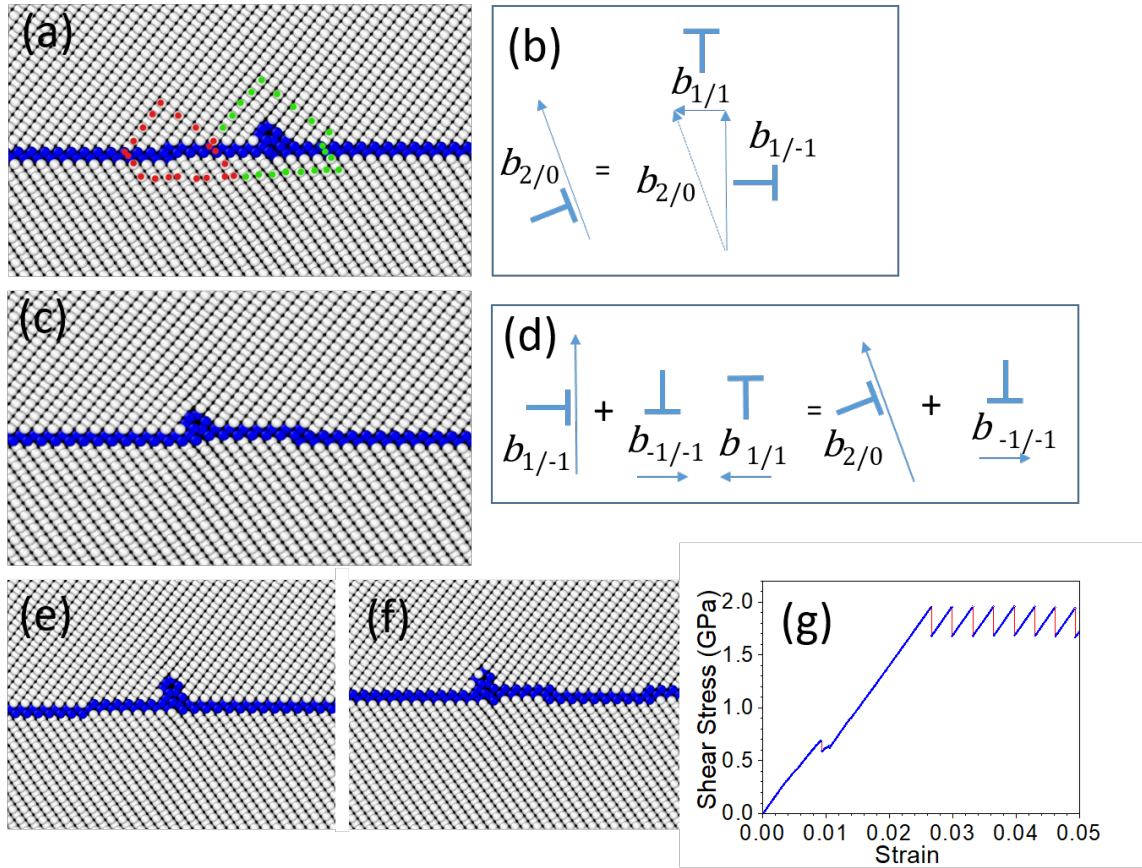 (a)
(b)
b1/1
b1/-1
b2/0
=
b2/0
(c)
(d)
+
=
+
b1/-1
b-1/-1
b 1/1
b2/0
b -1/-1
(e)
(f)
(g)
Shear Stress (GPa)
2.0
1.5
1.0
0.5
0.0
0.00 0.01 0.02 0.03 0.04 0.05
Strain